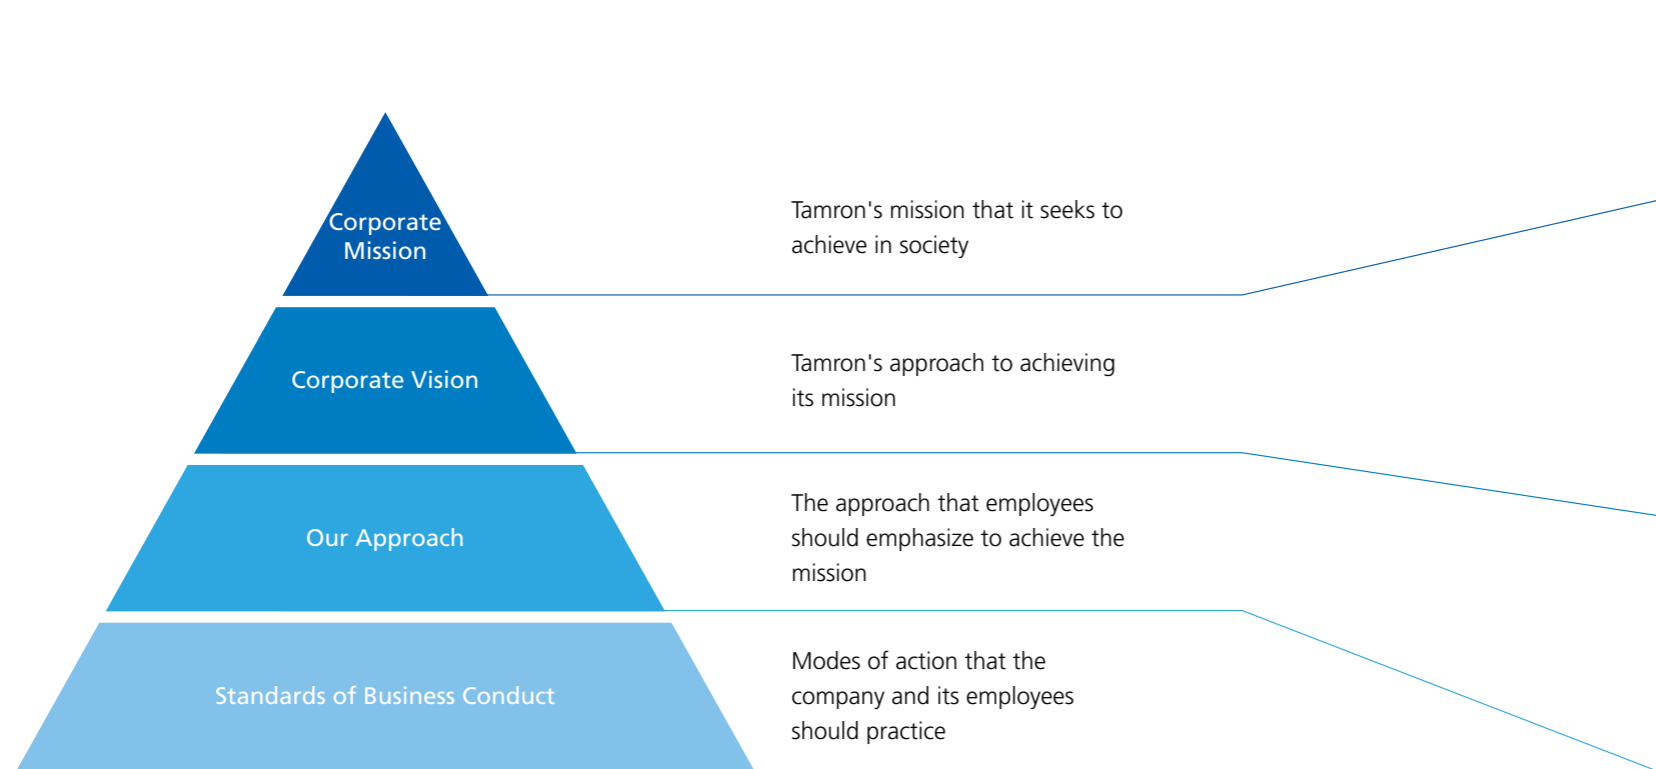 Corporate
Mission
Tamron's mission that it seeks to
achieve in society
Corporate Vision
Tamron's approach to achieving
its mission
Our Approach
The approach that employees
should emphasize to achieve the
mission
Standards of Business Conduct
Modes of action that the
company and its employees
should practice